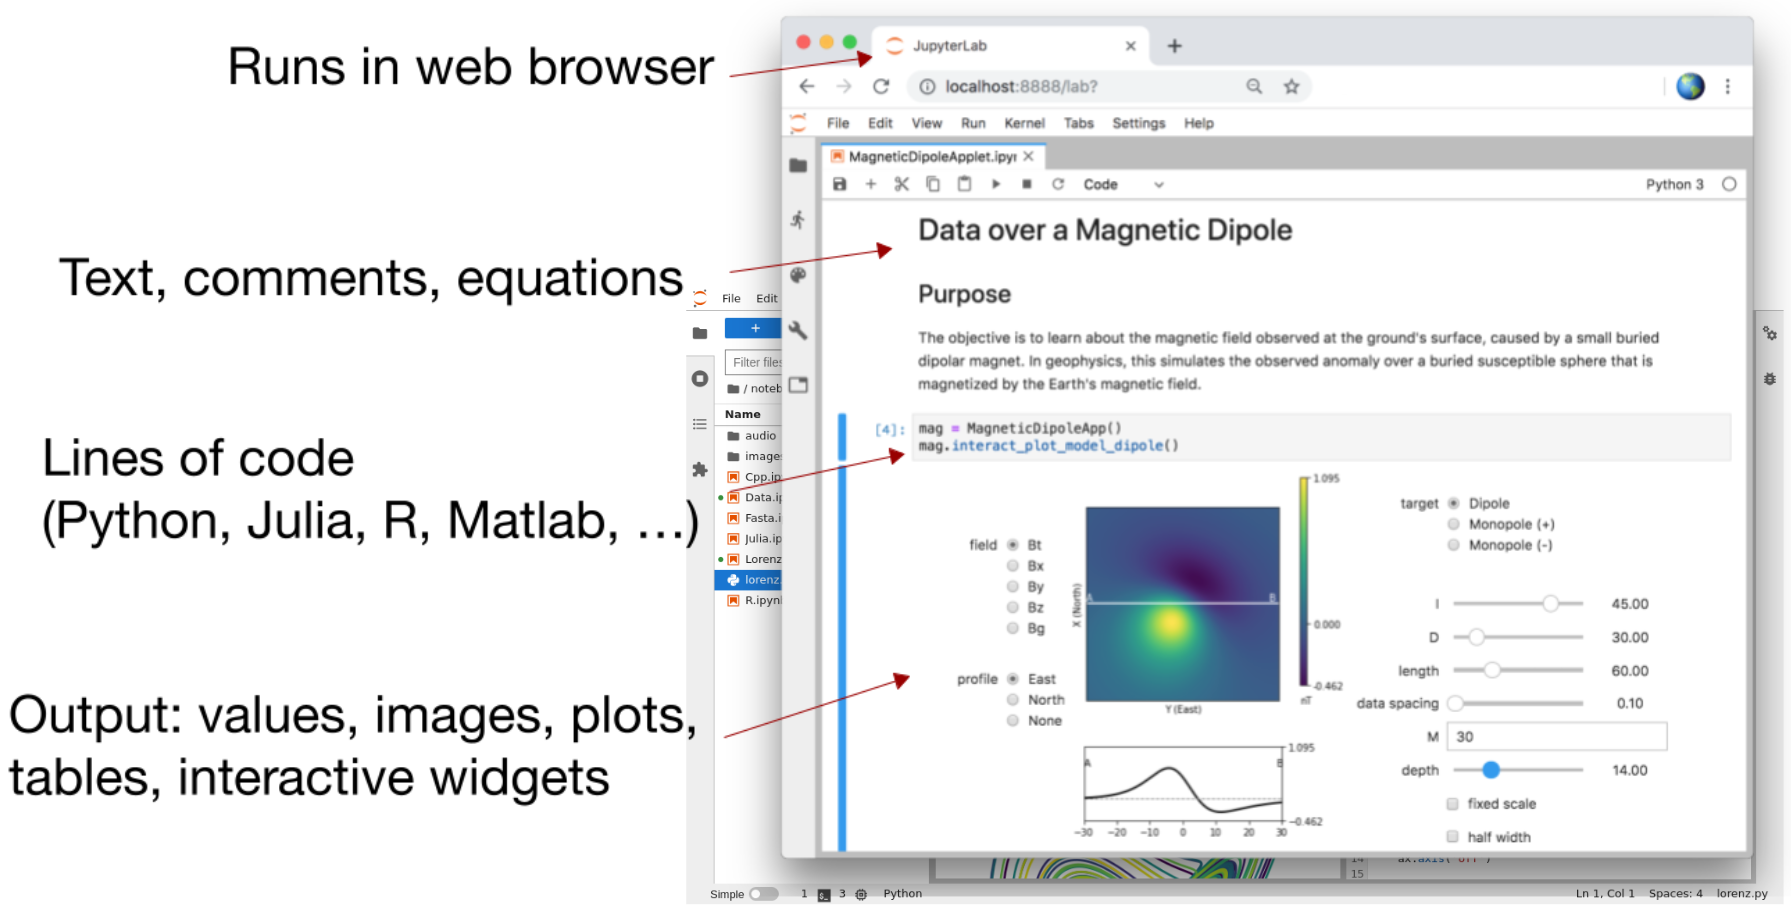 Runs in web browser
Text, comments, equations
Lines of code
(Python, Julia, R, Matlab, ...)
Output: values, images, plots,
tables, interactive widgets
JupyterLab
localhost:8888/lab?
File Edit View Run Kernel Tabs Settings Help
MagneticDipoleApplet.ipyr
Code
Python 3
Data over a Magnetic Dipole
Purpose
The objective is to learn about the magnetic field observed at the ground's surface, caused by a small buried
dipolar magnet. In geophysics, this simulates the observed anomaly over a buried susceptible sphere that is
magnetized by the Earth's magnetic field.
[4]: mag = MagneticDipoleApp()
mag.interact_plot_model_dipole()
field Bt
Bx
By
Bz
Bg
profile East
North
None
X (North)
A B
Y (East)
1.095
0.000
-0.462
nT
A B
1.095
-0.462
-30 -20 -10 0 10 20 30
target Dipole
Monopole (+)
Monopole (-)
I 45.00
D 30.00
length 60.00
data spacing 0.10
M 30
depth 14.00
fixed scale
half width
File Edit
+
Filter files
/ noteb
Name
audio
images
Cpp.ip
Data.ip
Fasta.i
Julia.ip
Lorenz
lorenz.
R.ipyn
14 ax.axis('off')
15
Simple 1 3 Python
Ln 1, Col 1 Spaces: 4 lorenz.py